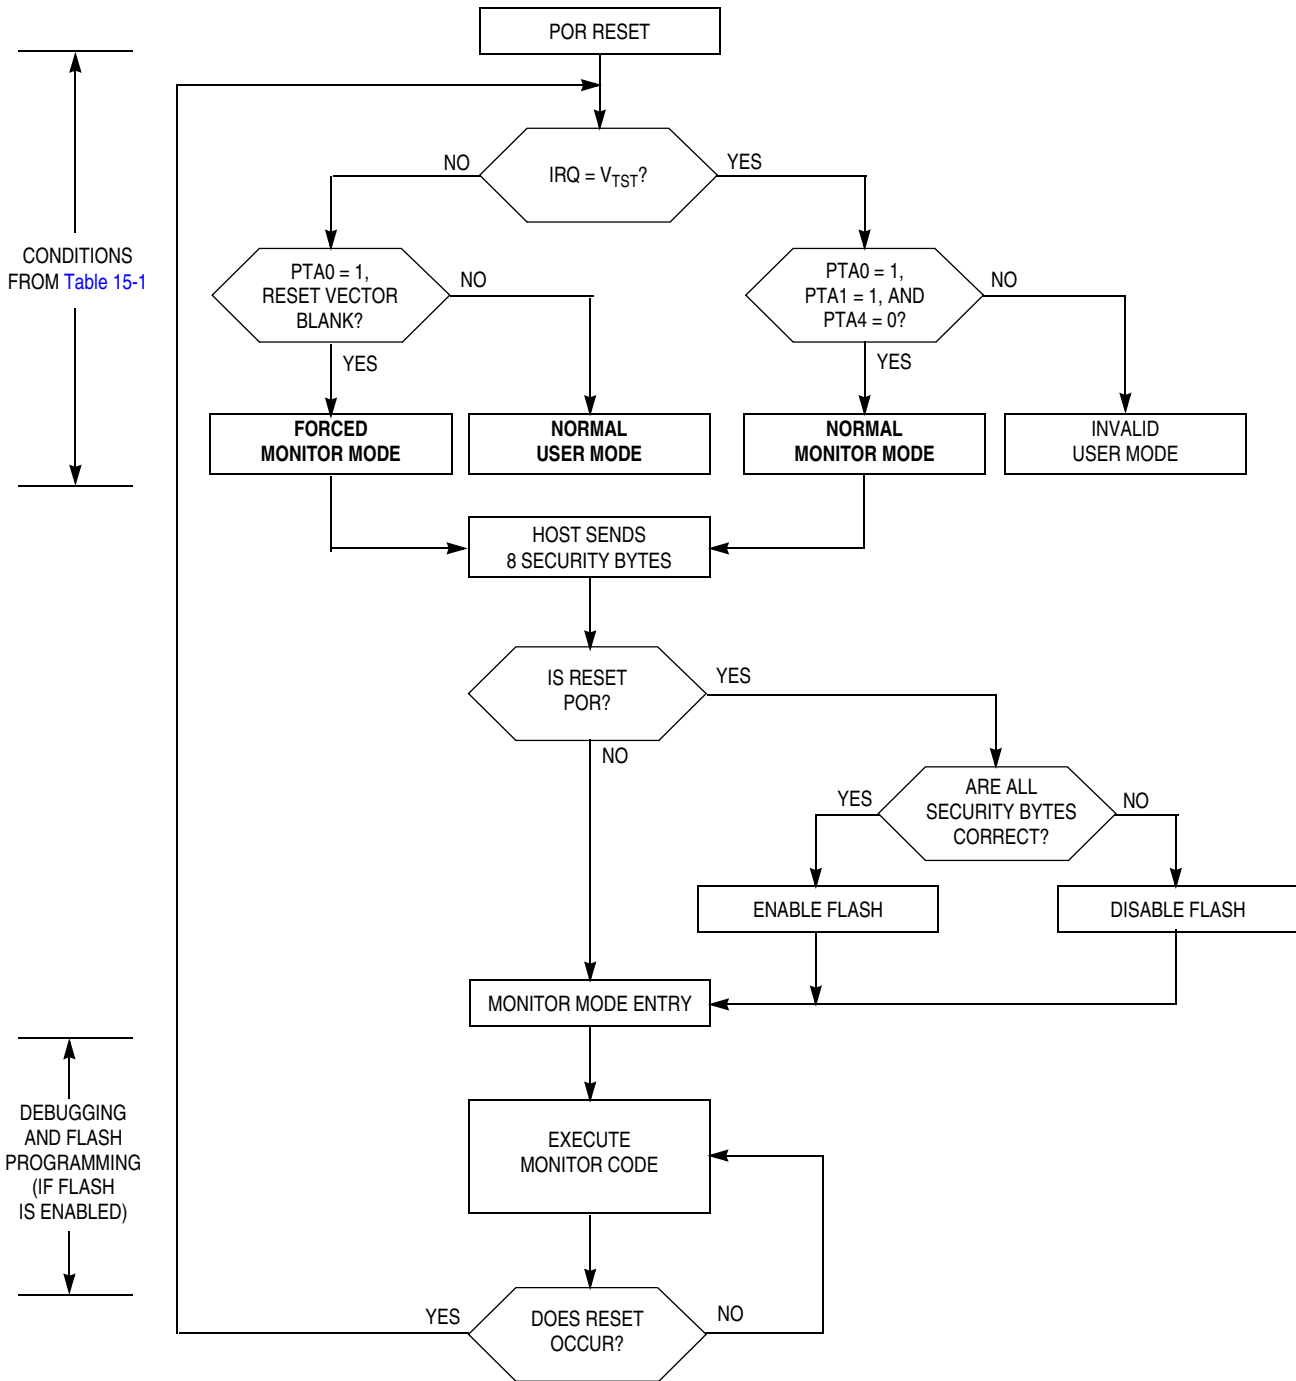 POR RESET
NO
YES
IRQ = VTST?
CONDITIONS
FROM Table 15-1
PTA0 = 1,
RESET VECTOR
BLANK?
NO
YES
PTA0 = 1,
PTA1 = 1, AND
PTA4 = 0?
NO
YES
FORCED
MONITOR MODE
NORMAL
USER MODE
NORMAL
MONITOR MODE
INVALID
USER MODE
HOST SENDS
8 SECURITY BYTES
IS RESET
POR?
YES
NO
ARE ALL
SECURITY BYTES
CORRECT?
YES
NO
ENABLE FLASH
DISABLE FLASH
MONITOR MODE ENTRY
DEBUGGING
AND FLASH
PROGRAMMING
(IF FLASH
IS ENABLED)
EXECUTE
MONITOR CODE
YES
DOES RESET
OCCUR?
NO